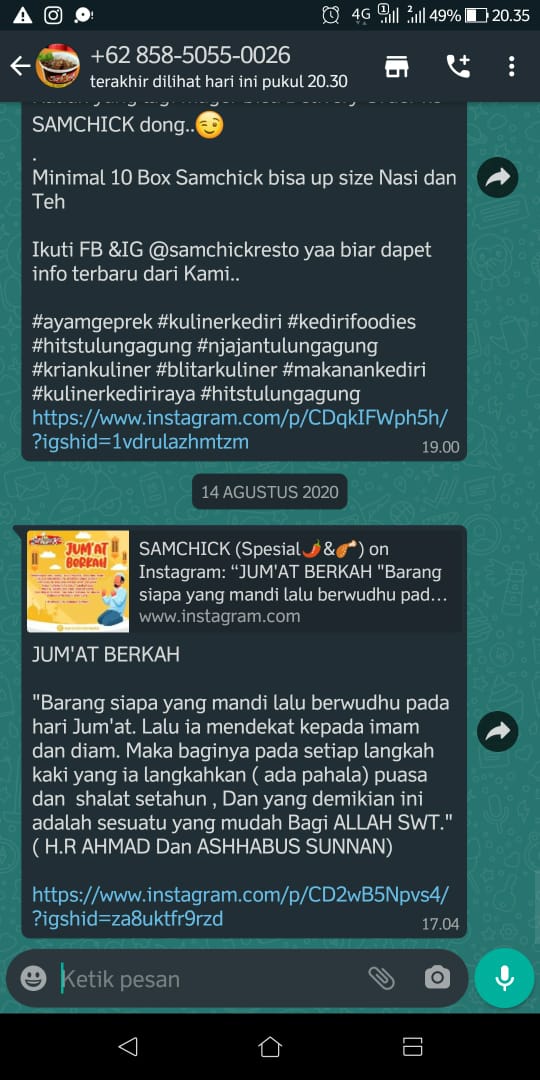 4G 49% 20.35
+62 858-5055-0026
terakhir dilihat hari ini pukul 20.30
SAMCHICK dong..😉
.
Minimal 10 Box Samchick bisa up size Nasi dan
Teh
Ikuti FB &IG @samchickresto yaa biar dapet
info terbaru dari Kami..
#ayamgeprek #kulinerkediri #kedirifoodies
#hitstulungagung #njajantulungagung
#kriankuliner #blitarkuliner #makanankediri
#kulinerkediriraya #hitstulungagung
https://www.instagram.com/p/CDqkIFWph5h/
?igshid=1vdrulazhmtzm
19.00
14 AGUSTUS 2020
JUM'AT
BERKAH
SAMCHICK (Spesial🌶&🍗) on
Instagram: “JUM'AT BERKAH "Barang
siapa yang mandi lalu berwudhu pad...
www.instagram.com
JUM'AT BERKAH
"Barang siapa yang mandi lalu berwudhu pada
hari Jum'at. Lalu ia mendekat kepada imam
dan diam. Maka baginya pada setiap langkah
kaki yang ia langkahkan ( ada pahala) puasa
dan  shalat setahun , Dan yang demikian ini
adalah sesuatu yang mudah Bagi ALLAH SWT."
( H.R AHMAD Dan ASHHABUS SUNNAN)
https://www.instagram.com/p/CD2wB5Npvs4/
?igshid=za8uktfr9rzd
17.04
Ketik pesan